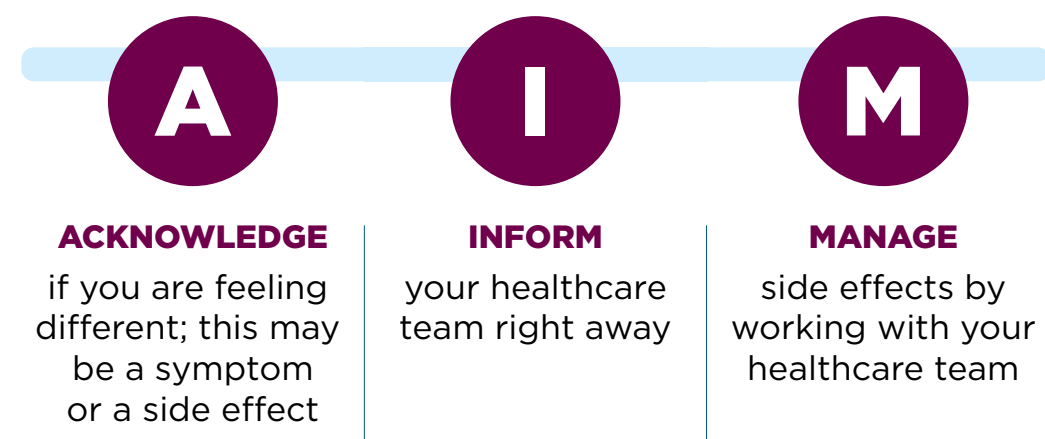 A
I
M
ACKNOWLEDGE
if you are feeling
different; this may
be a symptom
or a side effect
INFORM
your healthcare
team right away
MANAGE
side effects by
working with your
healthcare team